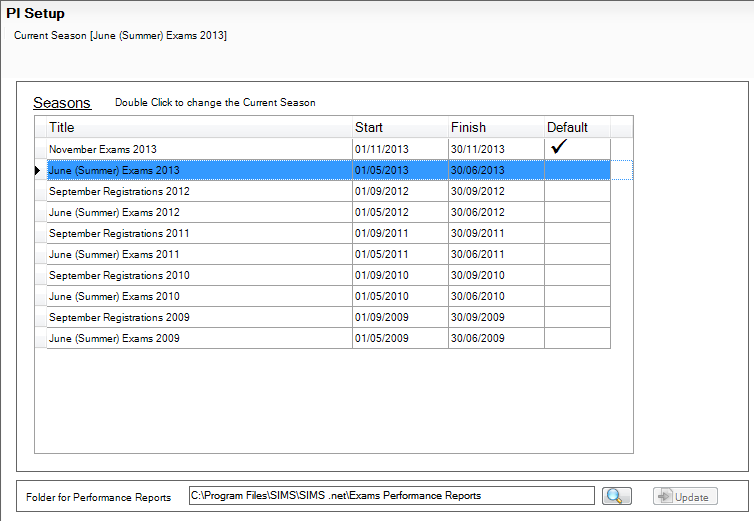 PI Setup
Current Season [June (Summer) Exams 2013]
Seasons Double Click to change the Current Season
Title Start Finish Default
November Exams 2013 01/11/2013 30/11/2013
June (Summer) Exams 2013 01/05/2013 30/06/2013
September Registrations 2012 01/09/2012 30/09/2012
June (Summer) Exams 2012 01/05/2012 30/06/2012
September Registrations 2011 01/09/2011 30/09/2011
June (Summer) Exams 2011 01/05/2011 30/06/2011
September Registrations 2010 01/09/2010 30/09/2010
June (Summer) Exams 2010 01/05/2010 30/06/2010
September Registrations 2009 01/09/2009 30/09/2009
June (Summer) Exams 2009 01/05/2009 30/06/2009
Folder for Performance Reports C:\Program Files\SIMS\SIMS .net\Exams Performance Reports Update